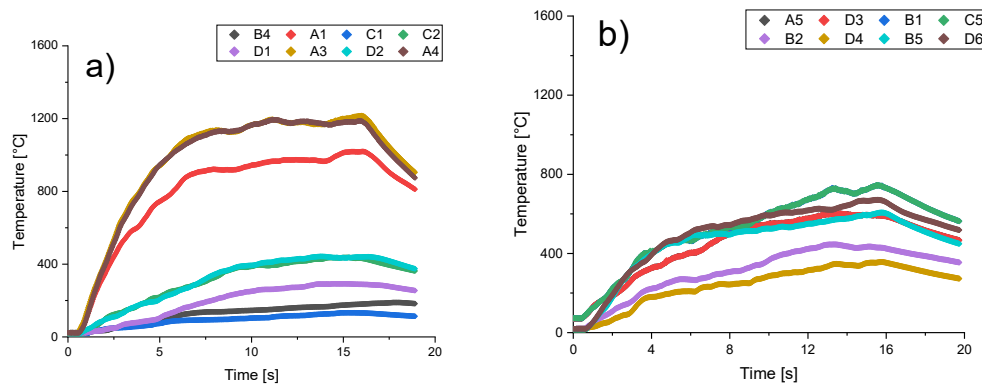 a)
B4 A1 C1 C2
D1 A3 D2 A4
1600
1200
800
400
0
Temperature [°C]
0 5 10 15 20
Time [s]
b)
A5 D3 B1 C5
B2 D4 B5 D6
1600
1200
800
400
0
Temperature [°C]
0 4 8 12 16 20
Time [s]